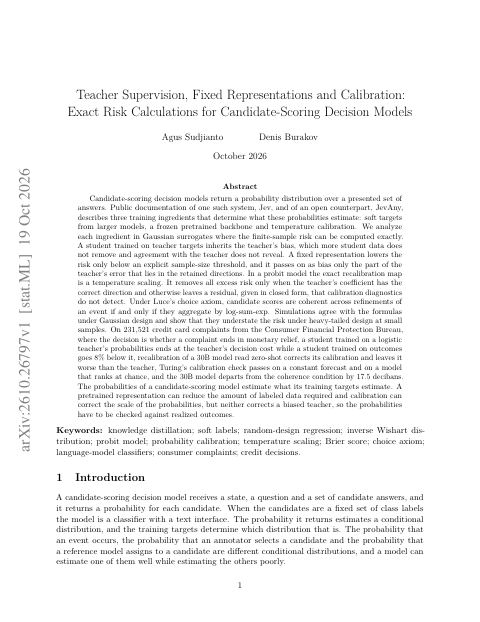 Teacher Supervision, Fixed Representations and Calibration:
Exact Risk Calculations for Candidate-Scoring Decision Models
Agus Sudjianto Denis Burakov
October 2026
Abstract
Candidate-scoring decision models return a probability distribution over a presented set of
answers. Public documentation of one such system, Jev, and of an open counterpart, JevAny,
describes three training ingredients that determine what these probabilities estimate: soft targets
from larger models, a frozen pretrained backbone and temperature calibration. We analyze
each ingredient in Gaussian surrogates where the finite-sample risk can be computed exactly.
A student trained on teacher targets inherits the teacher's bias, which more student data does
not remove and agreement with the teacher does not reveal. A fixed representation lowers the
risk only below an explicit sample-size threshold, and it passes on as bias only the part of the
teacher's error that lies in the retained directions. In a probit model the exact recalibration map
is a temperature scaling. It removes all excess risk only when the teacher's coefficient has the
correct direction and otherwise leaves a residual, given in closed form, that calibration diagnostics
do not detect. Under Luce's choice axiom, candidate scores are coherent across refinements of
an event if and only if they aggregate by log-sum-exp. Simulations agree with the formulas
under Gaussian design and show that they understate the risk under heavy-tailed design at small
samples. On 231,521 credit card complaints from the Consumer Financial Protection Bureau,
where the decision is whether a complaint ends in monetary relief, a student trained on a logistic
teacher's probabilities ends at the teacher's decision cost while a student trained on outcomes
goes 8% below it, recalibration of a 30B model read zero-shot corrects its calibration and leaves it
worse than the teacher, Turing's calibration check passes on a constant forecast and on a model
that ranks at chance, and the 30B model departs from the coherence condition by 17.5 decibans.
The probabilities of a candidate-scoring model estimate what its training targets estimate. A
pretrained representation can reduce the amount of labeled data required and calibration can
correct the scale of the probabilities, but neither corrects a biased teacher, so the probabilities
have to be checked against realized outcomes.
Keywords: knowledge distillation; soft labels; random-design regression; inverse Wishart dis-
tribution; probit model; probability calibration; temperature scaling; Brier score; choice axiom;
language-model classifiers; consumer complaints; credit decisions.
1 Introduction
A candidate-scoring decision model receives a state, a question and a set of candidate answers, and
it returns a probability for each candidate. When the candidates are a fixed set of class labels
the model is a classifier with a text interface. The probability it returns estimates a conditional
distribution, and the training targets determine which distribution that is. The probability that
an event occurs, the probability that an annotator selects a candidate and the probability that
a reference model assigns to a candidate are different conditional distributions, and a model can
estimate one of them well while estimating the others poorly.
1
arXiv:2610.26797v1 [stat.ML] 19 Oct 2026